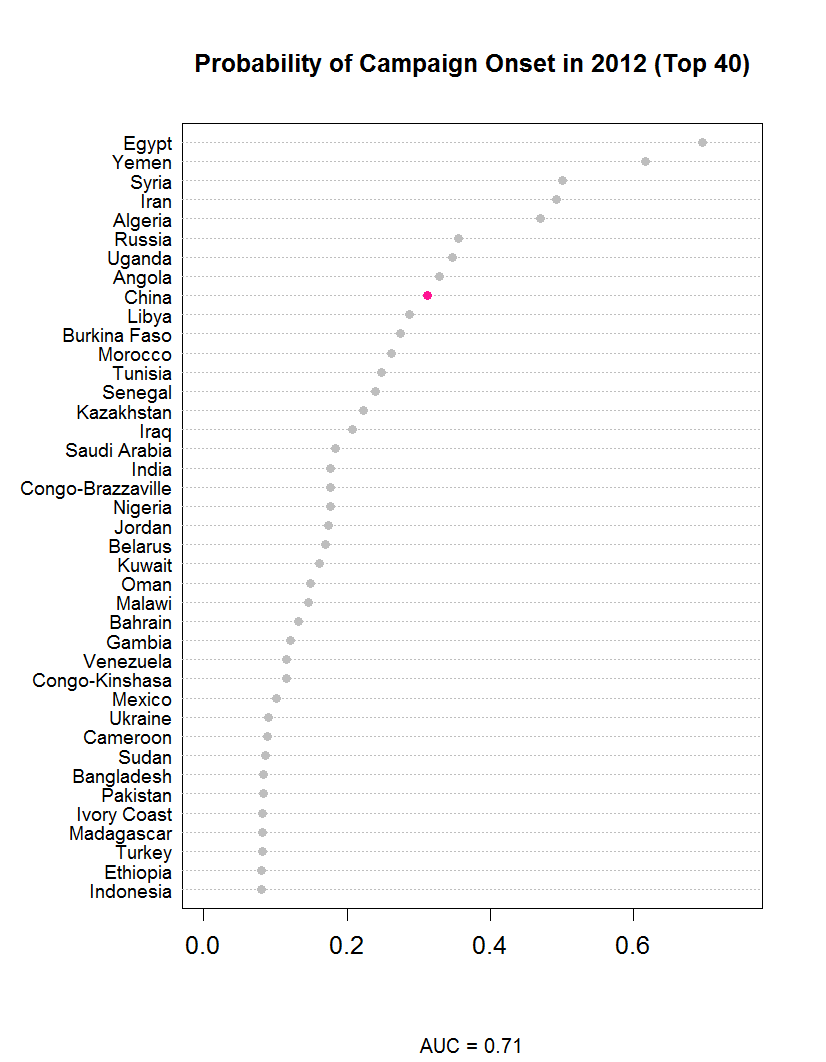 Probability of Campaign Onset in 2012 (Top 40)
Egypt
Yemen
Syria
Iran
Algeria
Russia
Uganda
Angola
China
Libya
Burkina Faso
Morocco
Tunisia
Senegal
Kazakhstan
Iraq
Saudi Arabia
India
Congo-Brazzaville
Nigeria
Jordan
Belarus
Kuwait
Oman
Malawi
Bahrain
Gambia
Venezuela
Congo-Kinshasa
Mexico
Ukraine
Cameroon
Sudan
Bangladesh
Pakistan
Ivory Coast
Madagascar
Turkey
Ethiopia
Indonesia
0.0 0.2 0.4 0.6
AUC = 0.71